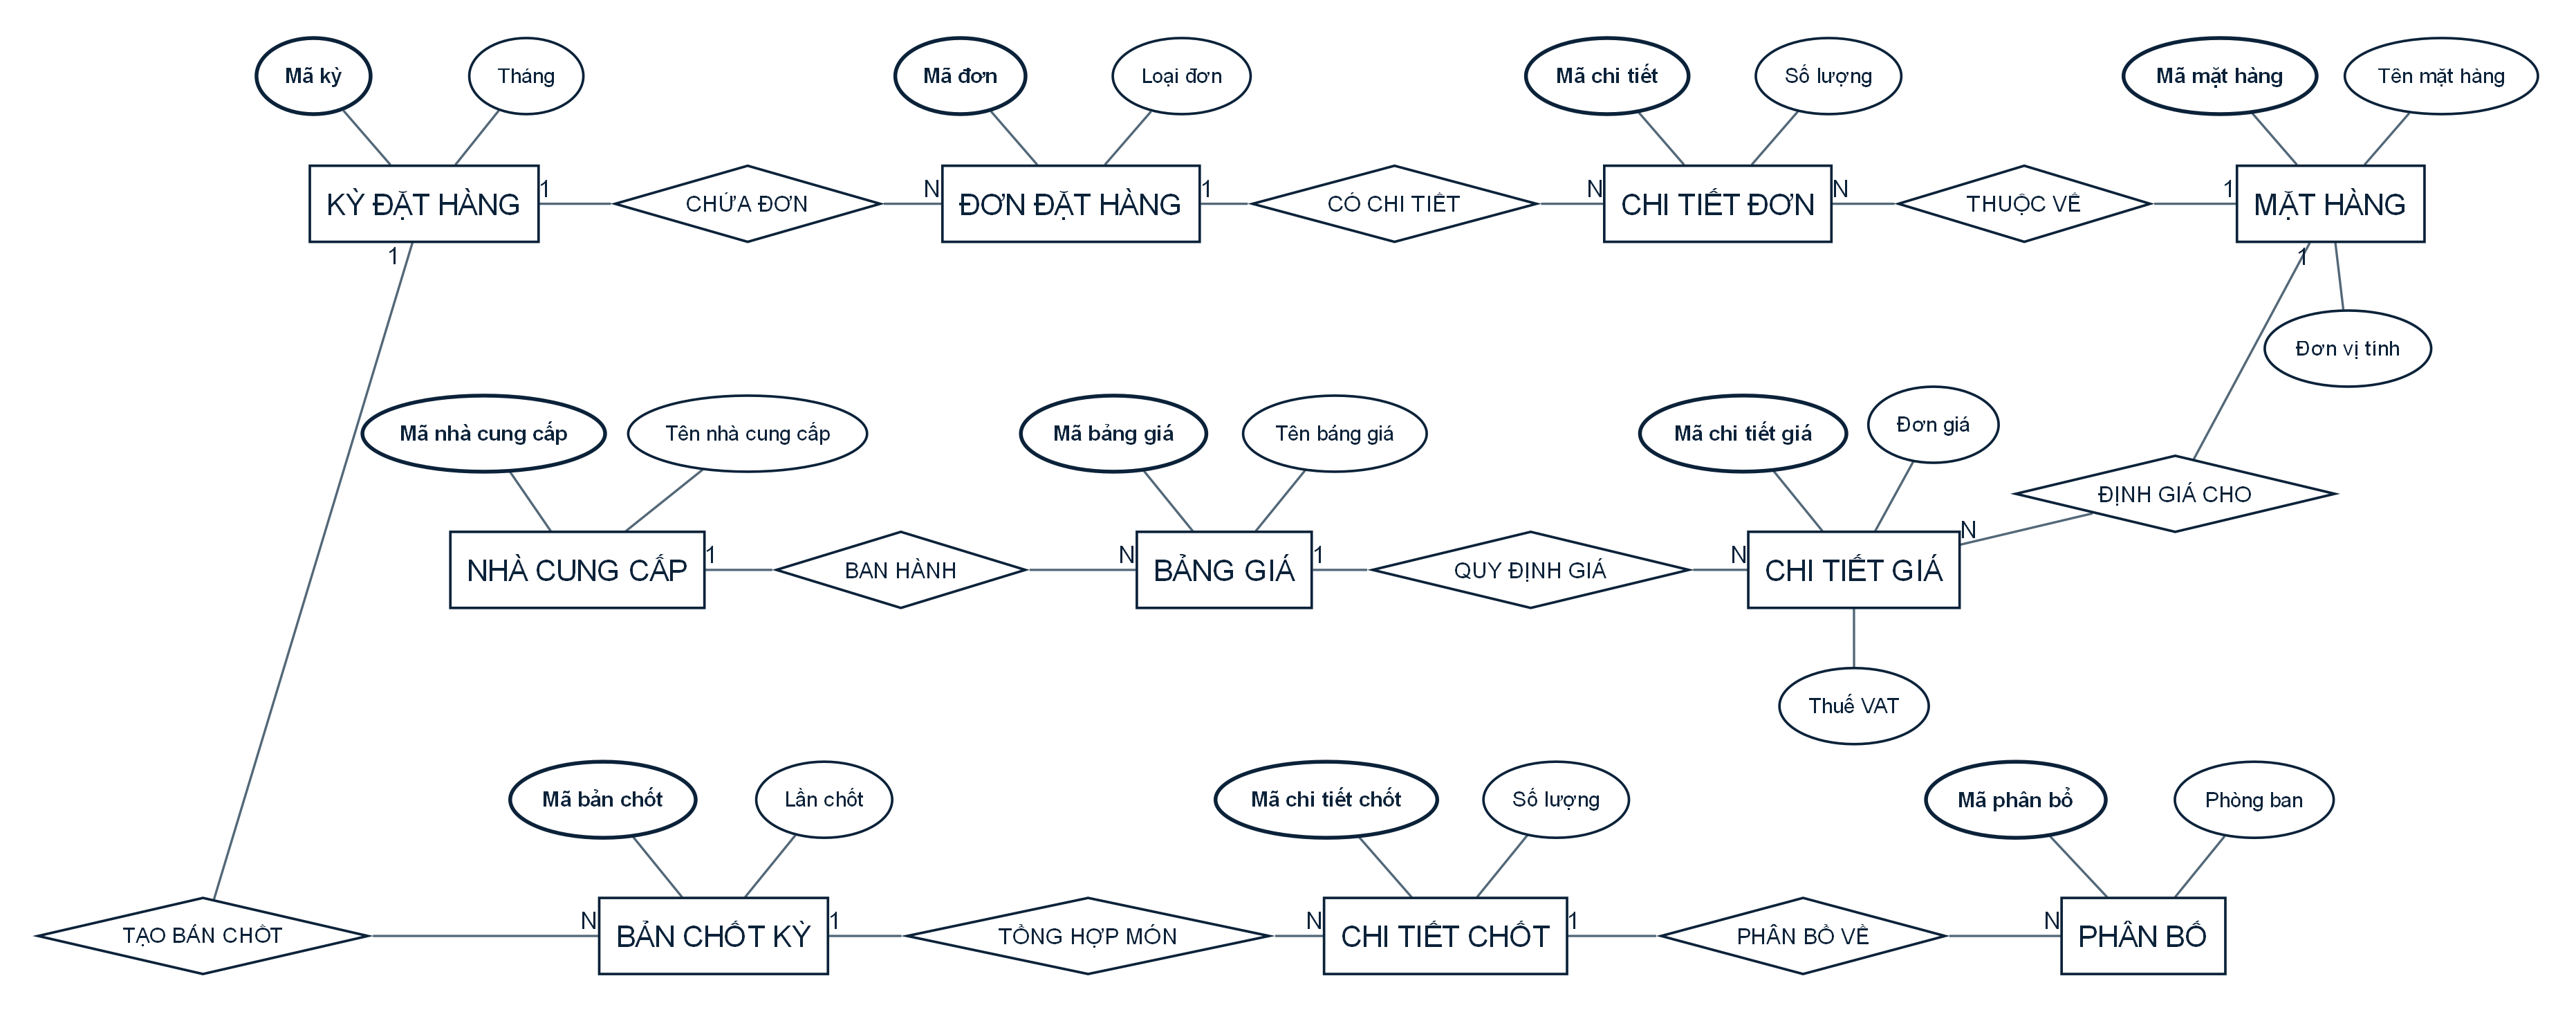 Mã kỳ
Tháng
Mã đơn
Loại đơn
Mã chi tiết
Số lượng
Mã mặt hàng
Tên mặt hàng
KỲ ĐẶT HÀNG
1
CHỨA ĐƠN
N
ĐƠN ĐẶT HÀNG
1
CÓ CHI TIẾT
N
CHI TIẾT ĐƠN
N
THUỘC VỀ
1
MẶT HÀNG
1
1
Đơn vị tính
Mã nhà cung cấp
Tên nhà cung cấp
Mã bảng giá
Tên bảng giá
Mã chi tiết giá
Đơn giá
ĐỊNH GIÁ CHO
N
NHÀ CUNG CẤP
1
BAN HÀNH
N
BẢNG GIÁ
1
QUY ĐỊNH GIÁ
N
CHI TIẾT GIÁ
Thuế VAT
Mã bản chốt
Lần chốt
Mã chi tiết chốt
Số lượng
Mã phân bổ
Phòng ban
TẠO BẢN CHỐT
N
BẢN CHỐT KỲ
1
TỔNG HỢP MÓN
N
CHI TIẾT CHỐT
1
PHÂN BỔ VỀ
N
PHÂN BỔ